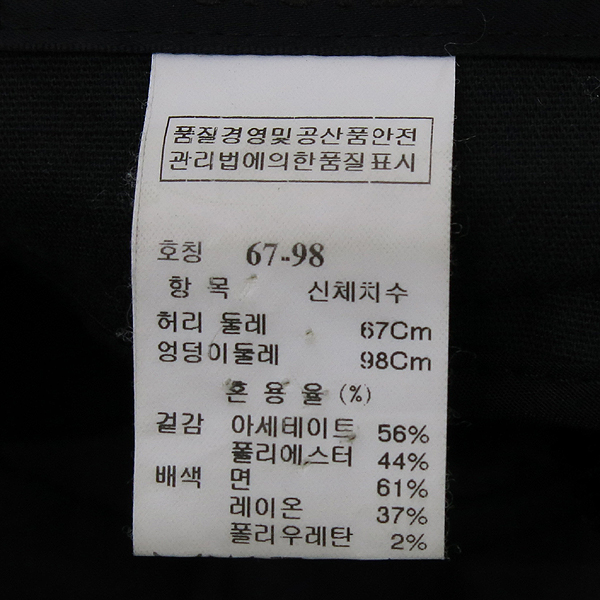 품질경영및공산품안전
관리법에의한품질표시
호칭 67-98
항 목 신체치수
허리 둘레 67Cm
엉덩이둘레 98Cm
혼 용 율 (%)
겉감 아세테이트 56%
폴리에스터 44%
배색 면 61%
레이온 37%
폴리우레탄 2%